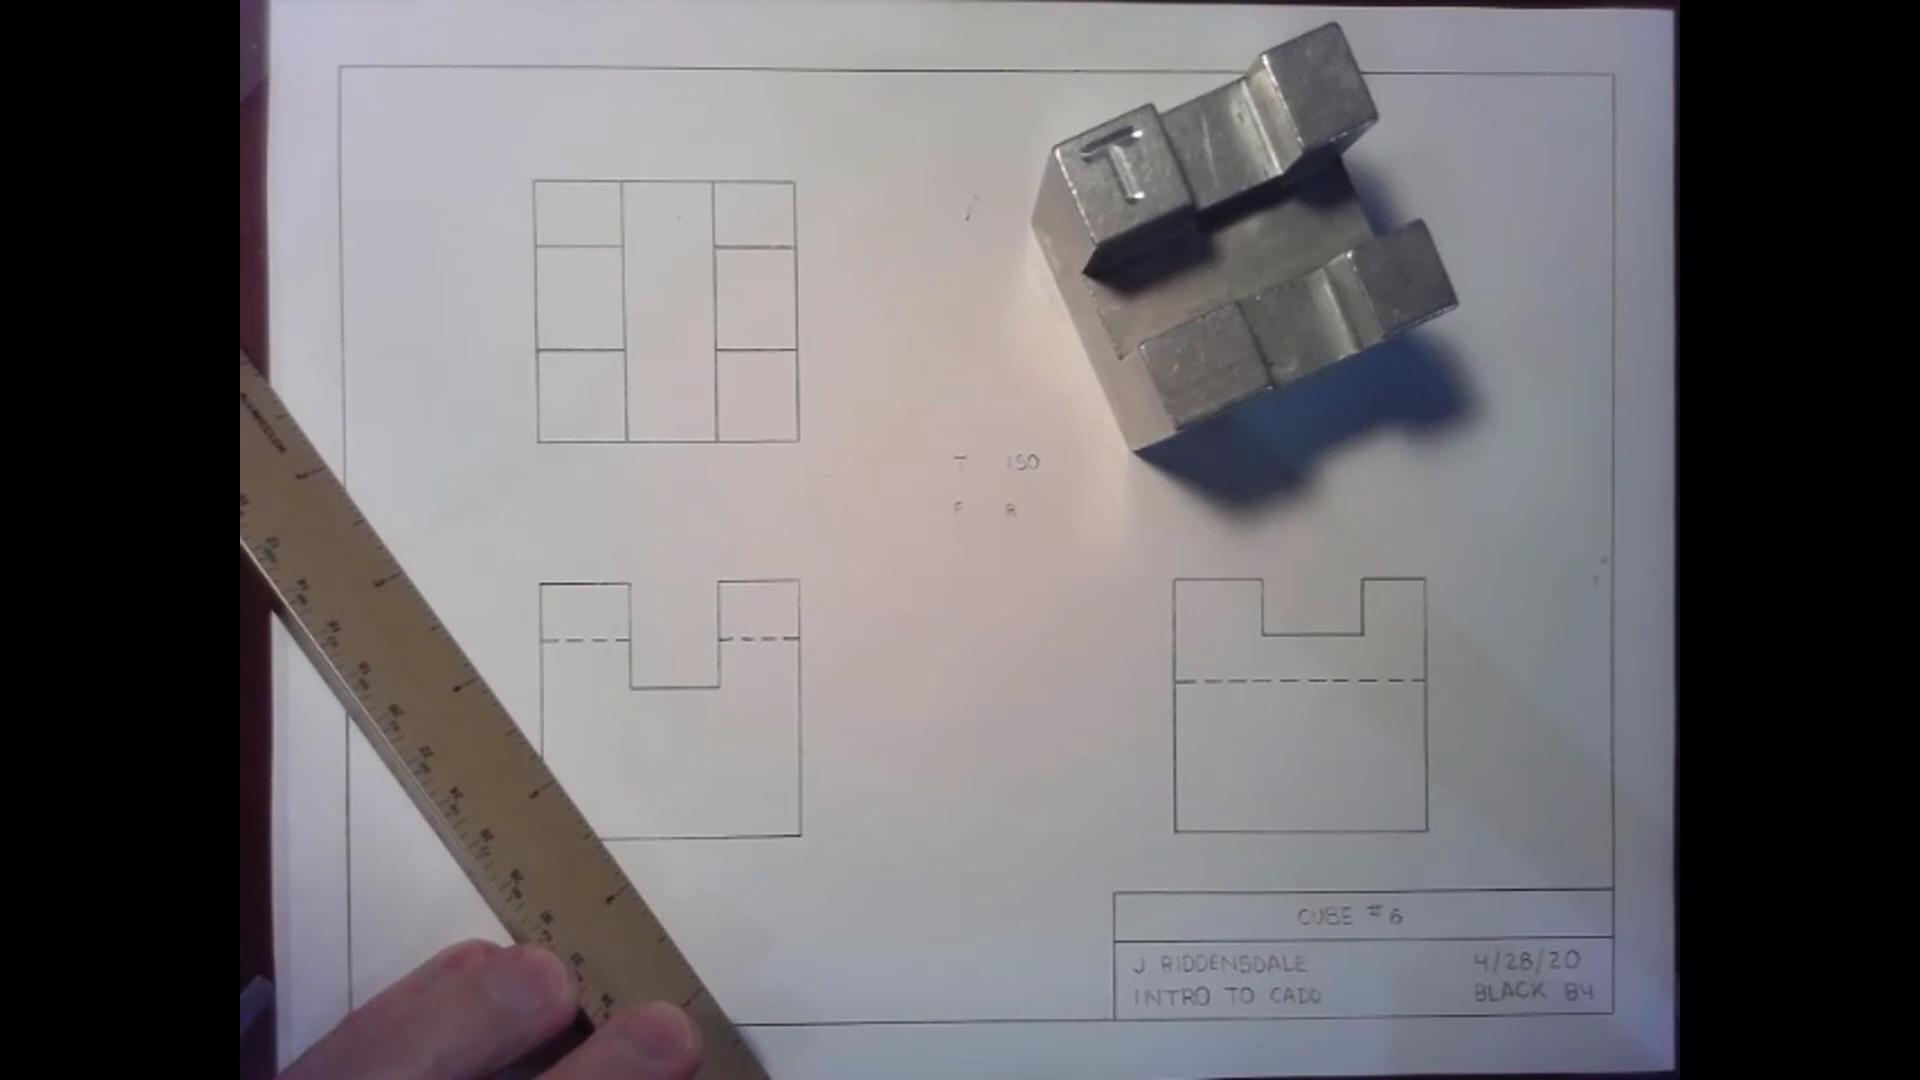 T
T ISO
F R
CUBE #6
J RIDDENSDALE 4/28/20
INTRO TO CADD BLACK B4